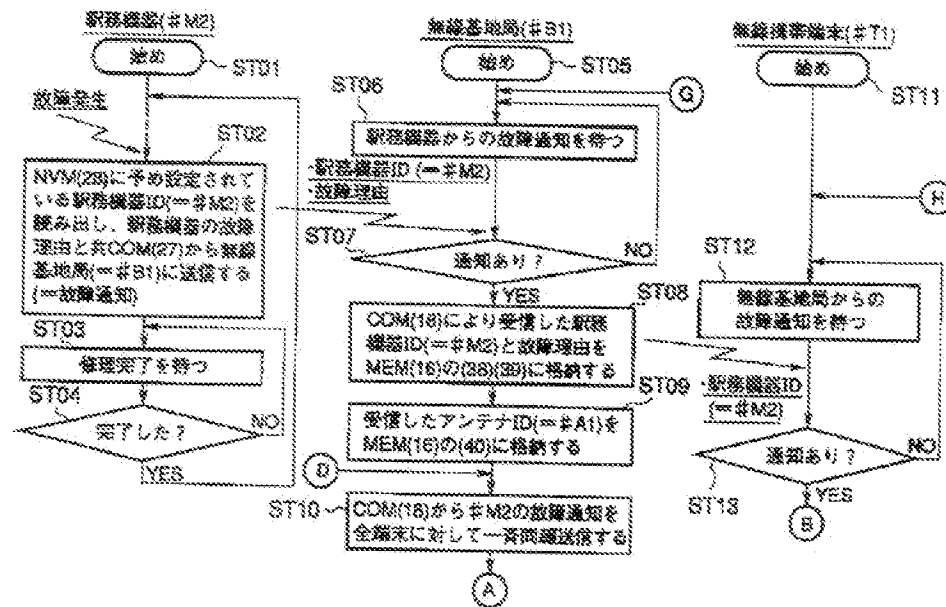 駅務機器(#M2)
始め
ST01
故障発生
ST02
NVM(29)に予め設定されて
いる駅務機器ID(=#M2)を
読み出し、駅務機器の故障
理由と共COM(27)から無線
基地局(=#B1)に送信する
(=故障通知)
ST03
修理完了を待つ
ST04
完了した?
NO
YES
無線基地局(#B1)
始め
ST05
ST06
G
駅務機器からの故障通知を待つ
・駅務機器ID (=#M2)
・故障理由
ST07
通知あり?
NO
YES
ST08
COM(18)により受信した駅務
機器ID(=#M2)と故障理由を
MEM(16)の(38)(39)に格納する
ST09
受信したアンテナID(=#A1)を
MEM(16)の(40)に格納する
D
ST10
COM(18)から#M2の故障通知を
全端末に対して一斉同報送信する
A
無線携帯端末(#T1)
始め
ST11
H
ST12
無線基地局からの
故障通知を待つ
・駅務機器ID
(=#M2)
通知あり?
NO
ST13
YES
B